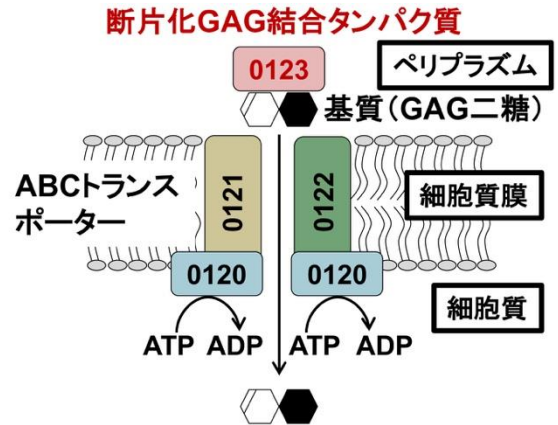 断片化GAG結合タンパク質
0123
ペリプラズム
基質(GAG二糖)
ABCトランス
ポーター
0121
0122
細胞質膜
0120
0120
細胞質
ATP ADP
ATP ADP